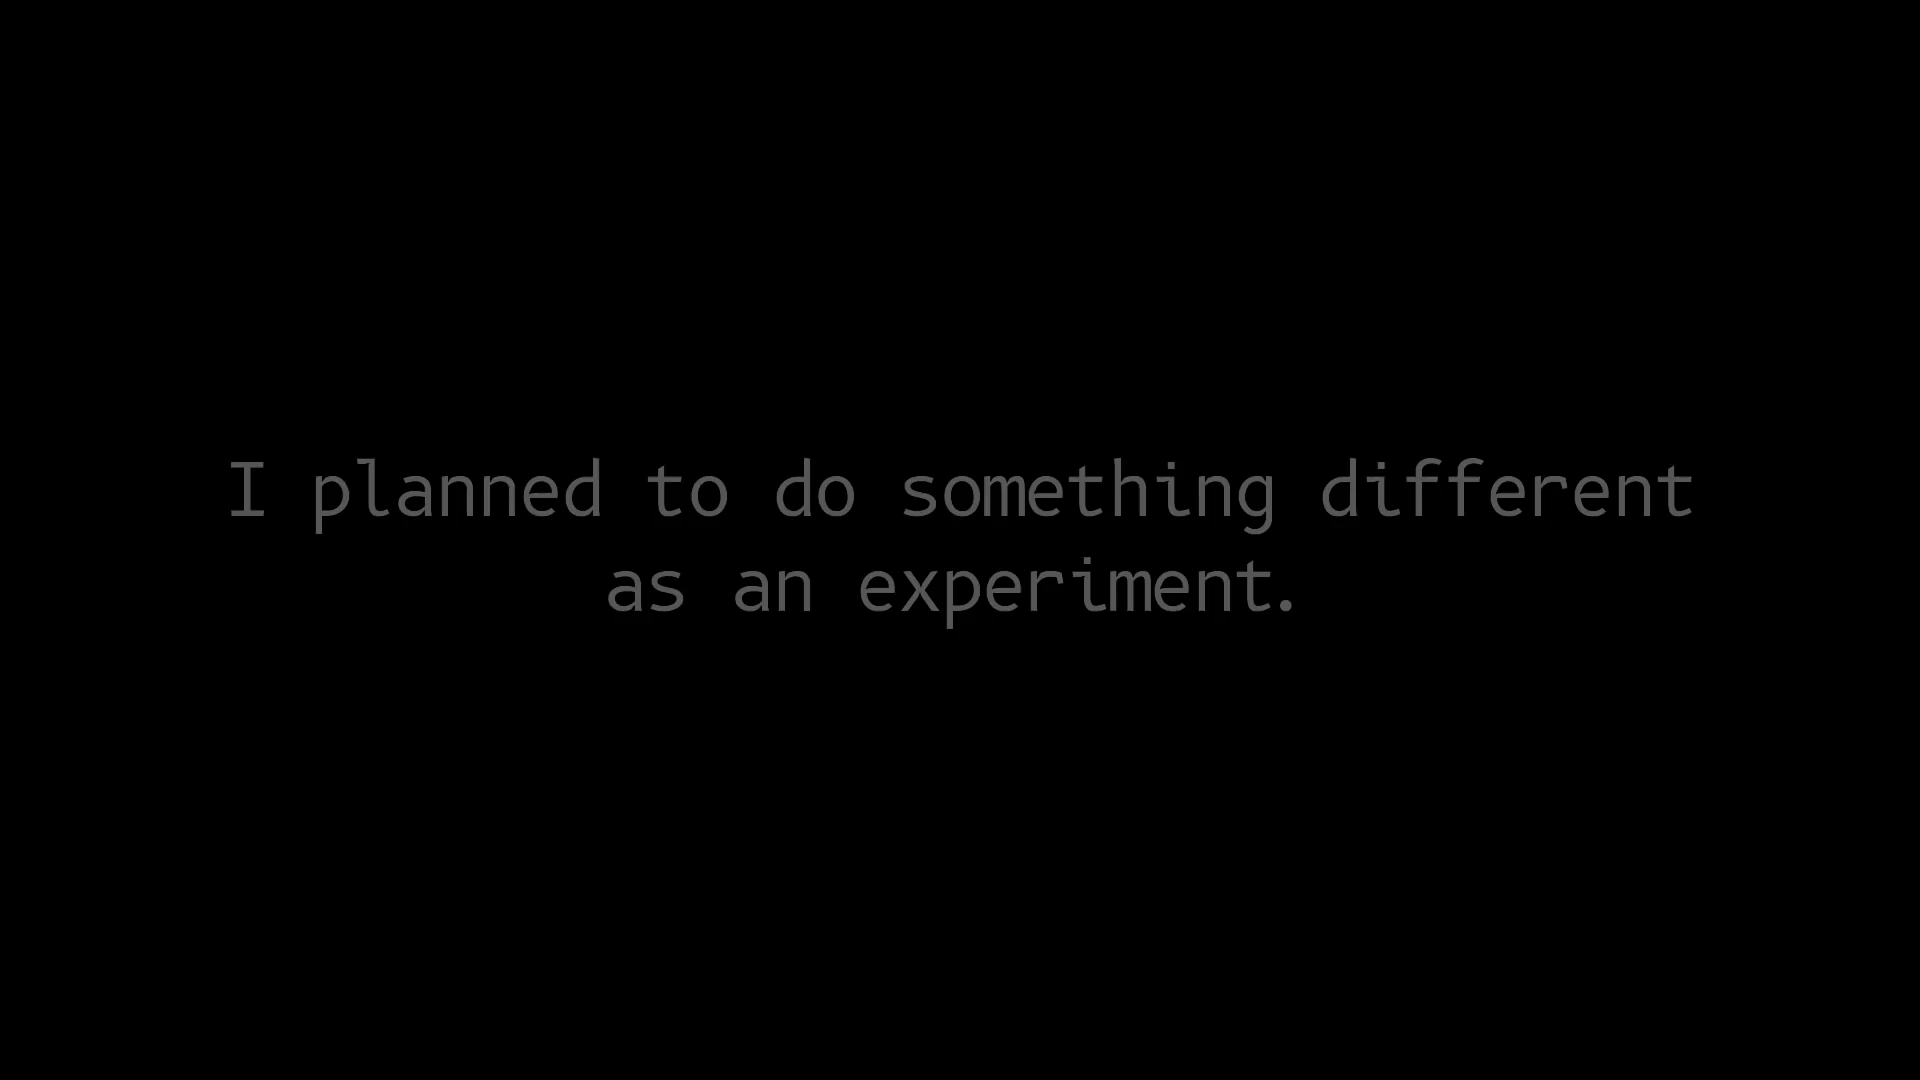 I planned to do something different
as an experiment.